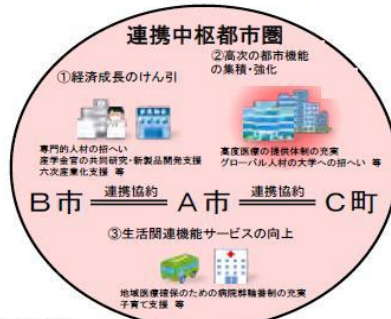 連携中枢都市圏
①経済成長のけん引
②高次の都市機能
の集積・強化
専門的人材の招へい
産学金官の共同研究・新製品開発支援
六次産業化支援 等
高度医療の提供体制の充実
グローバル人材の大学への招へい 等
B市 連携協約 A市 連携協約 C町
③生活関連機能サービスの向上
地域医療確保のための病院群輪番制の充実
子育て支援 等